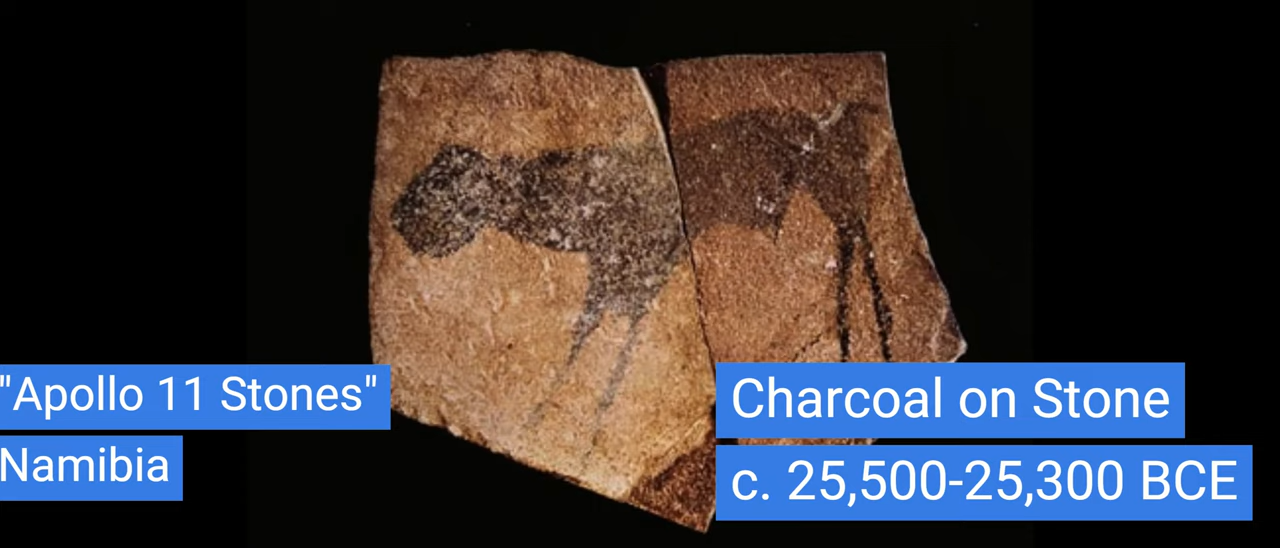 "Apollo 11 Stones"
Namibia
Charcoal on Stone
c. 25,500-25,300 BCE